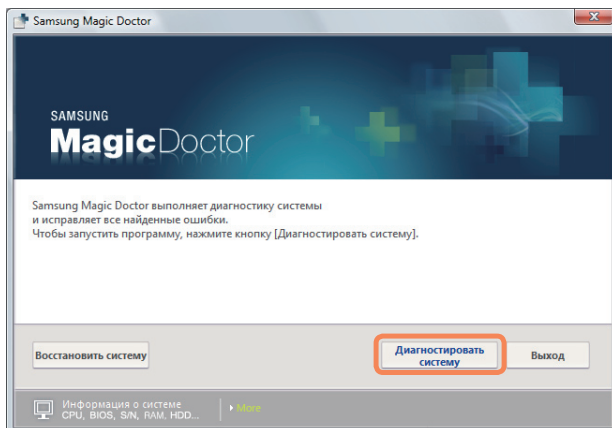 Samsung Magic Doctor
SAMSUNG
MagicDoctor
Samsung Magic Doctor выполняет диагностику системы
и исправляет все найденные ошибки.
Чтобы запустить программу, нажмите кнопку [Диагностировать систему].
Восстановить систему
Диагностировать
систему
Выход
Информация о системе
CPU, BIOS, S/N, RAM, HDD...
More